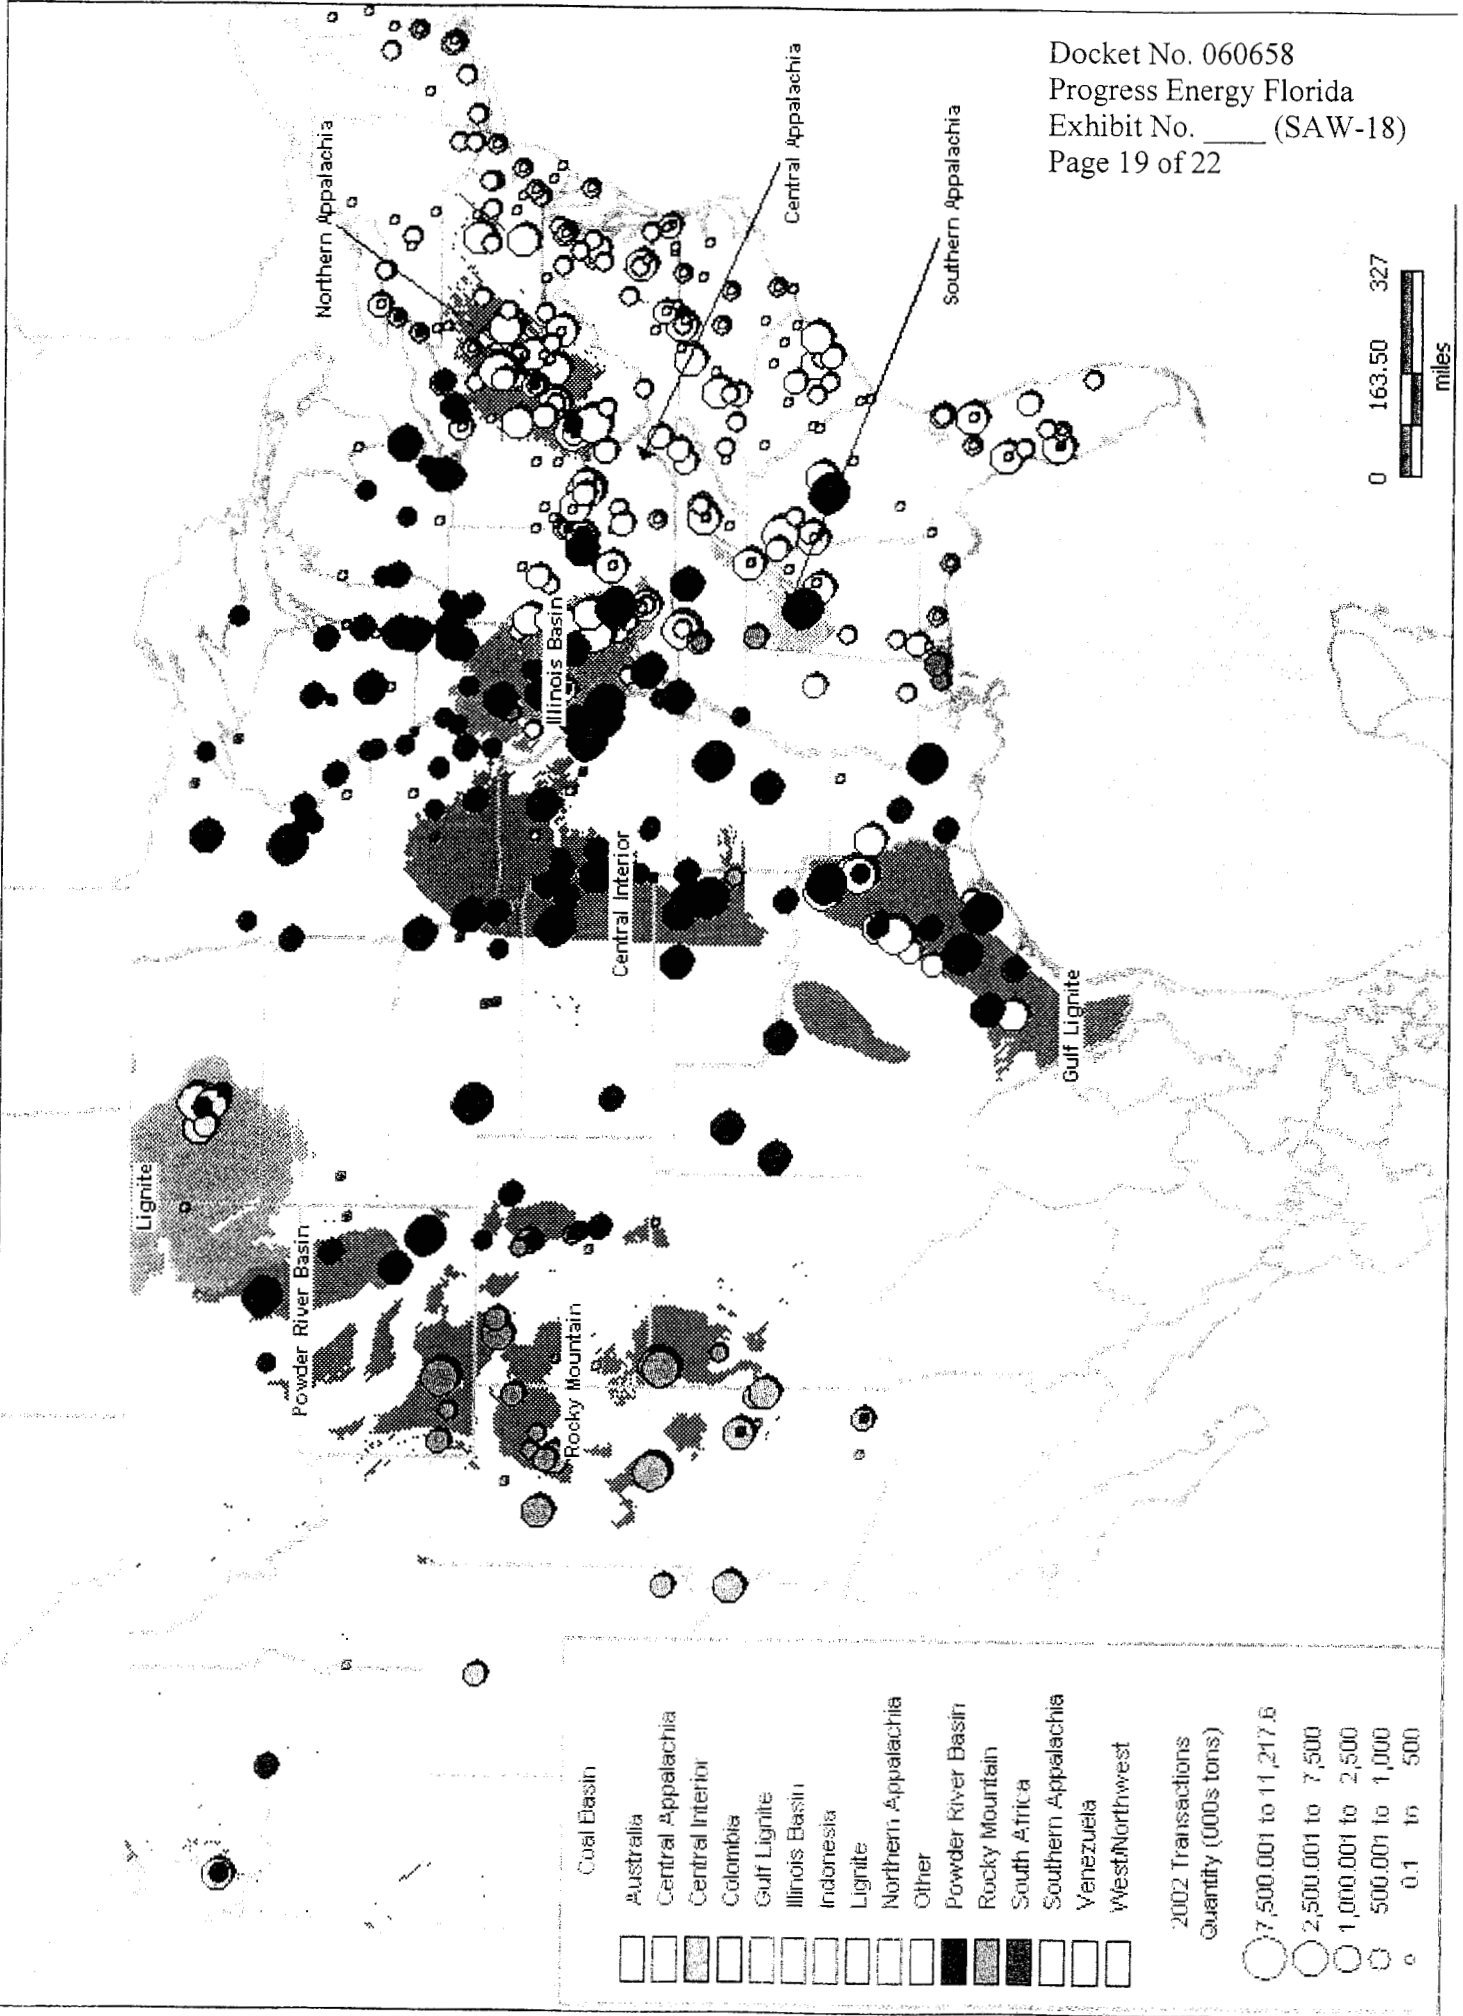 Docket No. 060658
Progress Energy Florida
Exhibit No. ____ (SAW-18)
Page 19 of 22
Northern Appalachia
Central Appalachia
Southern Appalachia
Illinois Basin
Central Interior
Gulf Lignite
Lignite
Powder River Basin
Rocky Mountain
0 163.50 327
miles
Coal Basin
Australia
Central Appalachia
Central Interior
Colombia
Gulf Lignite
Illinois Basin
Indonesia
Lignite
Northern Appalachia
Other
Powder River Basin
Rocky Mountain
South Africa
Southern Appalachia
Venezuela
West/Northwest
2002 Transactions
Quantity (000s tons)
7,500.001 to 11,217.6
2,500.001 to 7,500
1,000.001 to 2,500
500.001 to 1,000
0.1 to 500